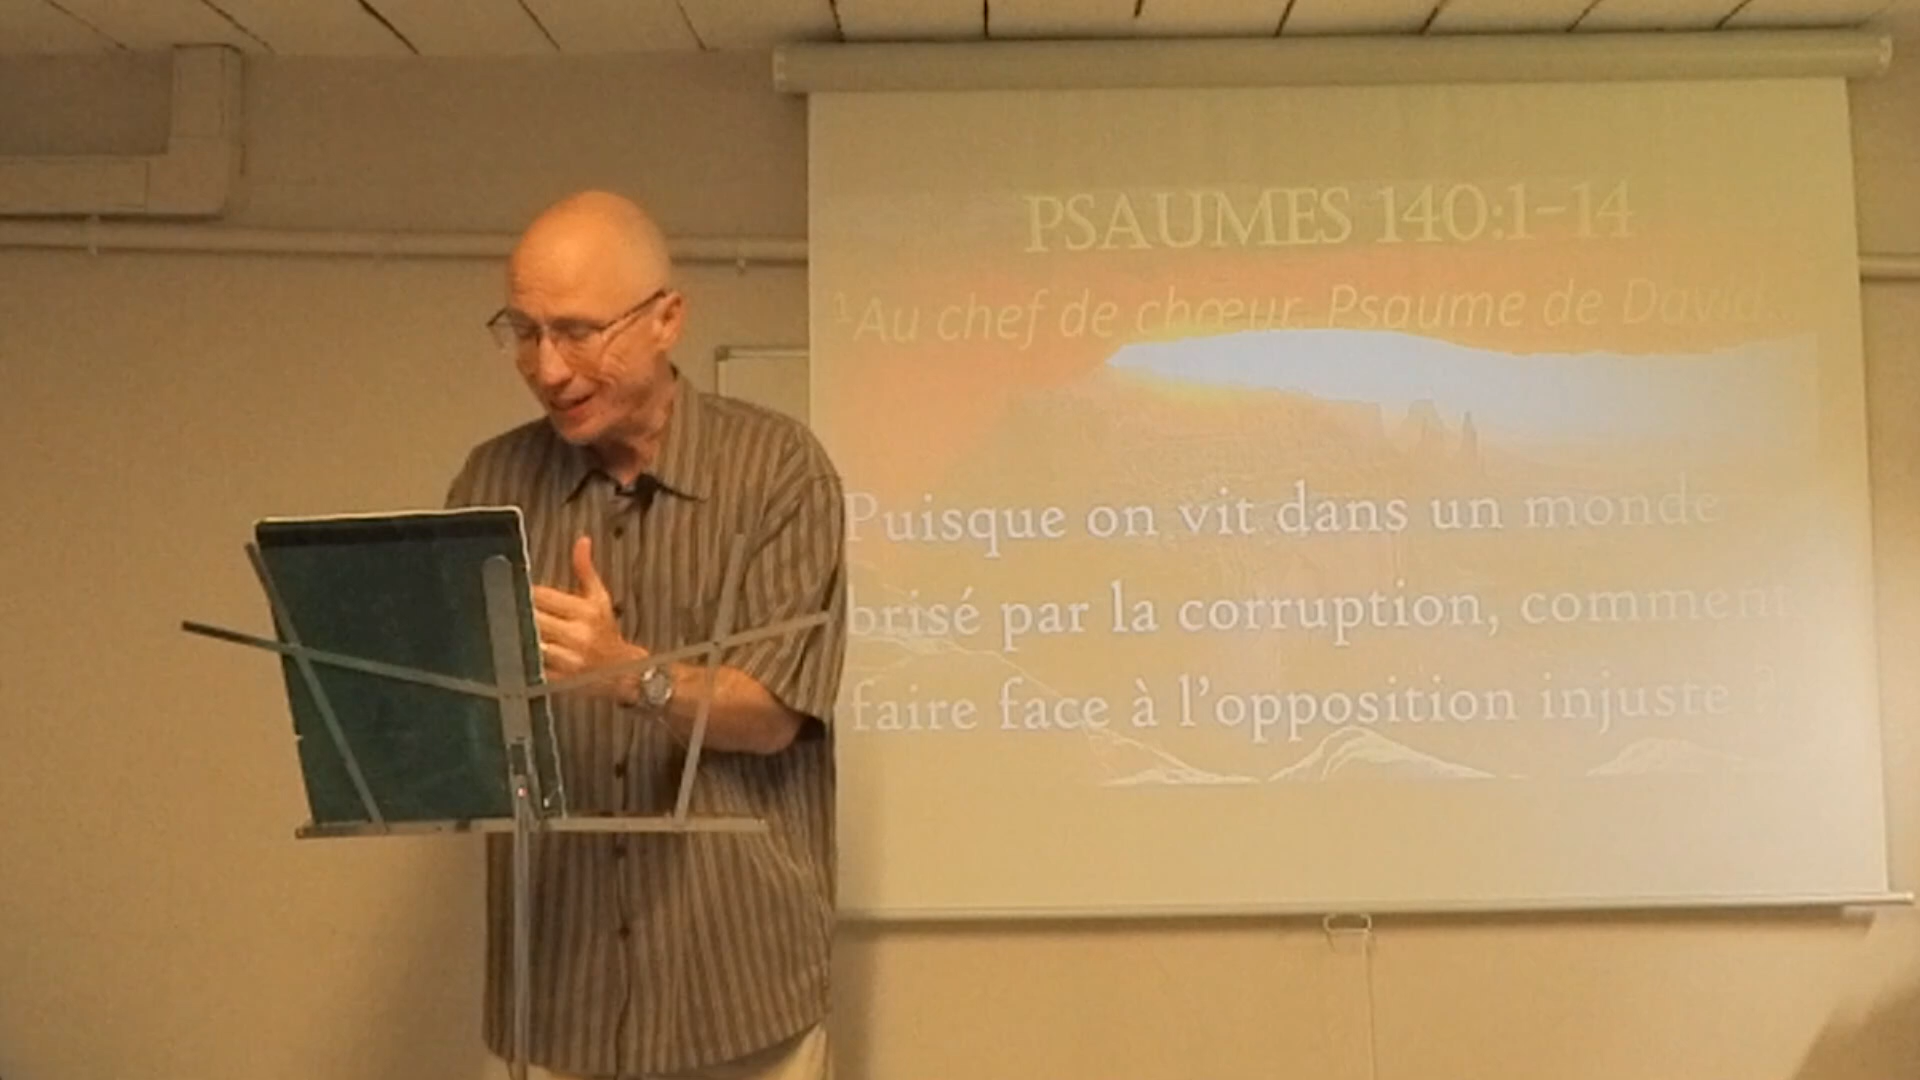 PSAUMES 140:1-14
¹Au chef de chœur. Psaume de David...
Puisque on vit dans un monde
brisé par la corruption, comment
faire face à l'opposition injuste ?